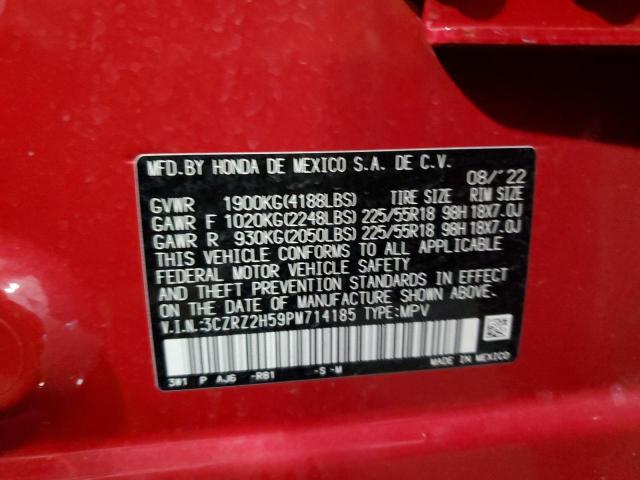 MFD.BY HONDA DE MEXICO S.A. DE C.V.
08/'22
GVWR 1900KG(4188LBS) TIRE SIZE RIM SIZE
GAWR F 1020KG(2248LBS) 225/55R18 98H 18X7.0J
GAWR R 930KG(2050LBS) 225/55R18 98H 18X7.0J
THIS VEHICLE CONFORMS TO ALL APPLICABLE
FEDERAL MOTOR VEHICLE SAFETY
AND THEFT PREVENTION STANDARDS IN EFFECT
ON THE DATE OF MANUFACTURE SHOWN ABOVE.
V.I.N.:3CZRZ2H59PM714185 TYPE:MPV
3W1 P AJ6 -R81 -S -M MADE IN MEXICO